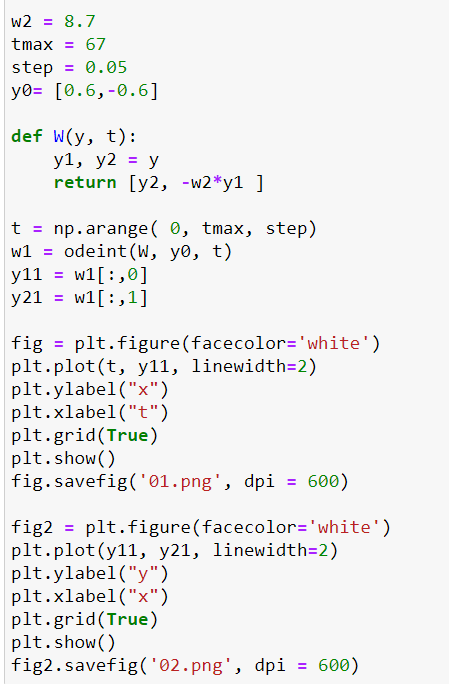 w2 = 8.7
tmax = 67
step = 0.05
y0= [0.6,-0.6]
def W(y, t):
    y1, y2 = y
    return [y2, -w2*y1 ]
t = np.arange( 0, tmax, step)
w1 = odeint(W, y0, t)
y11 = w1[:,0]
y21 = w1[:,1]
fig = plt.figure(facecolor='white')
plt.plot(t, y11, linewidth=2)
plt.ylabel("x")
plt.xlabel("t")
plt.grid(True)
plt.show()
fig.savefig('01.png', dpi = 600)
fig2 = plt.figure(facecolor='white')
plt.plot(y11, y21, linewidth=2)
plt.ylabel("y")
plt.xlabel("x")
plt.grid(True)
plt.show()
fig2.savefig('02.png', dpi = 600)